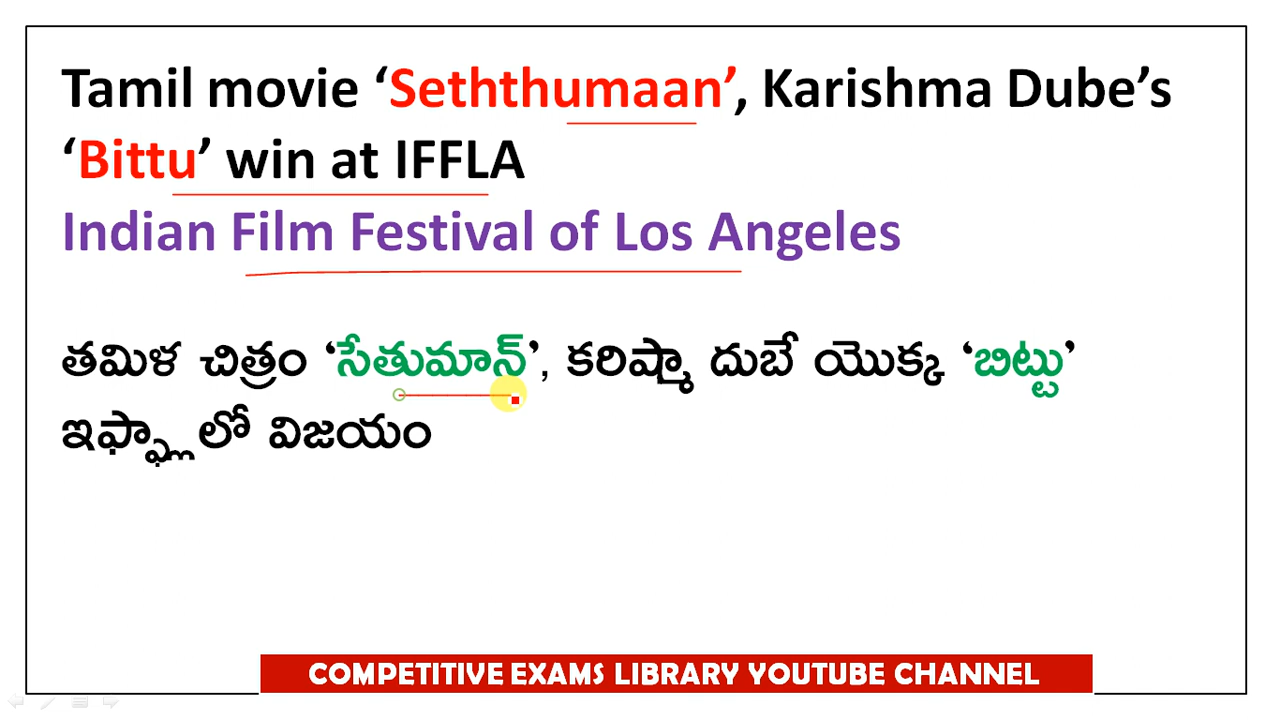 Tamil movie ‘Seththumaan’, Karishma Dube’s
‘Bittu’ win at IFFLA
Indian Film Festival of Los Angeles
తమిళ చిత్రం ‘సేతుమాన్’, కరిష్మా దుబే యొక్క ‘బిట్టు’
ఇఫ్ఫ్లాలో విజయం
COMPETITIVE EXAMS LIBRARY YOUTUBE CHANNEL